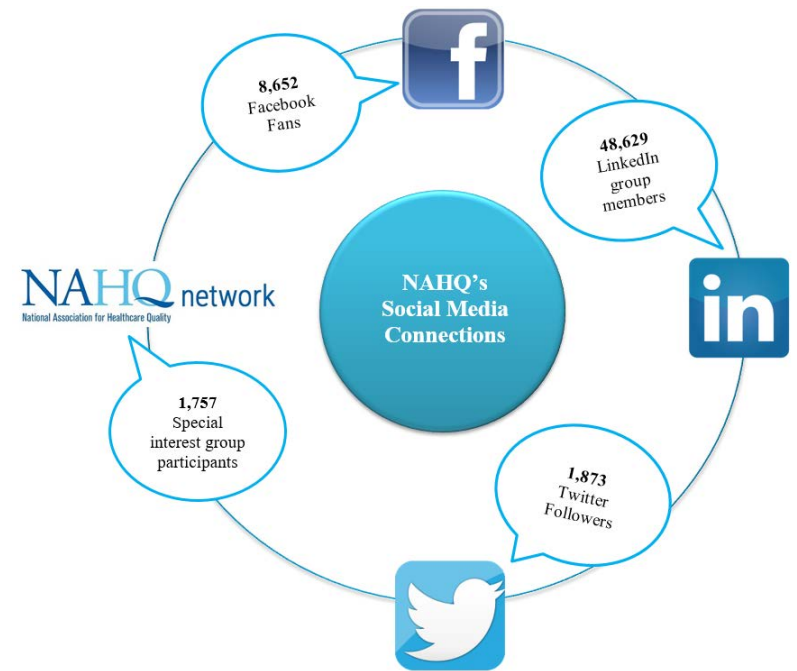 8,652
Facebook
Fans
f
48,629
LinkedIn
group
members
NAHQ’s
Social Media
Connections
in
NAHQ network
National Association for Healthcare Quality
1,757
Special
interest group
participants
1,873
Twitter
Followers